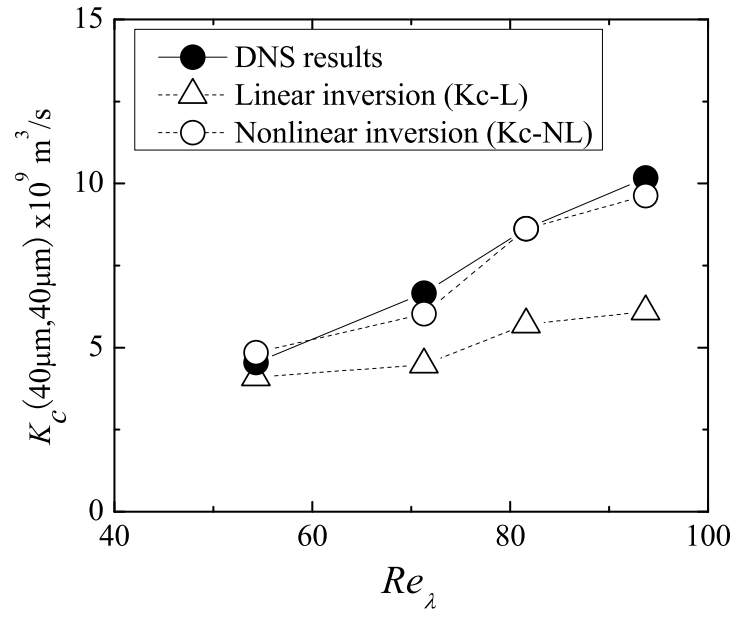 15
DNS results
Linear inversion (Kc-L)
Nonlinear inversion (Kc-NL)
10
5
0
40
60
80
100
K_c(40μm,40μm) x10^9 m^3/s
Re_λ